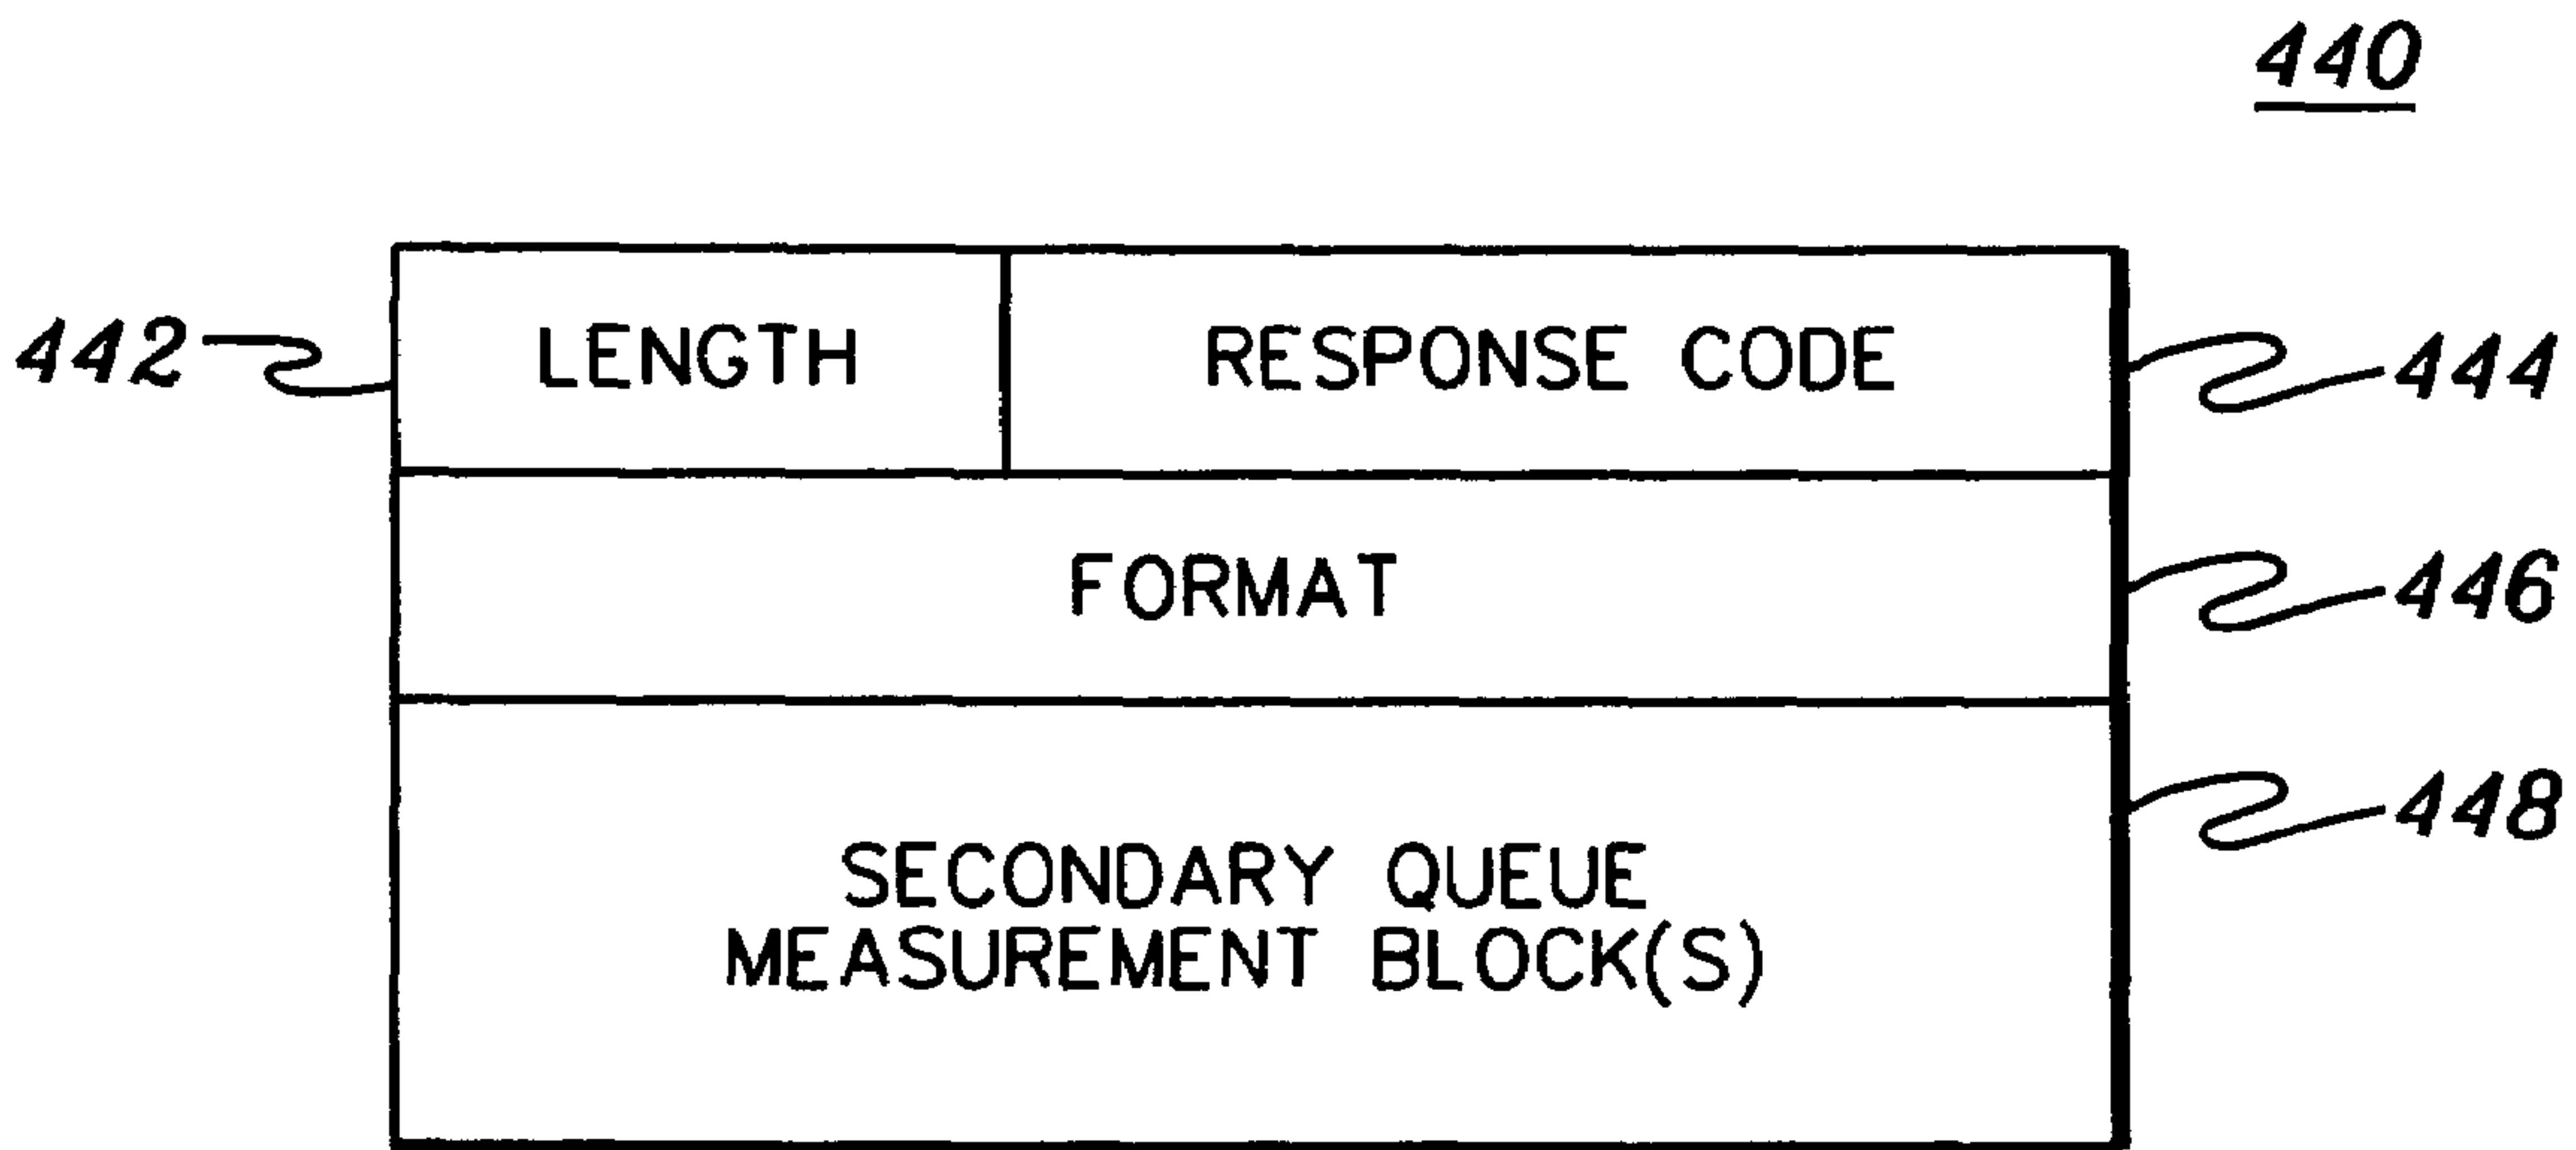 440
442 LENGTH RESPONSE CODE 444
FORMAT 446
448
SECONDARY QUEUE
MEASUREMENT BLOCK(S)